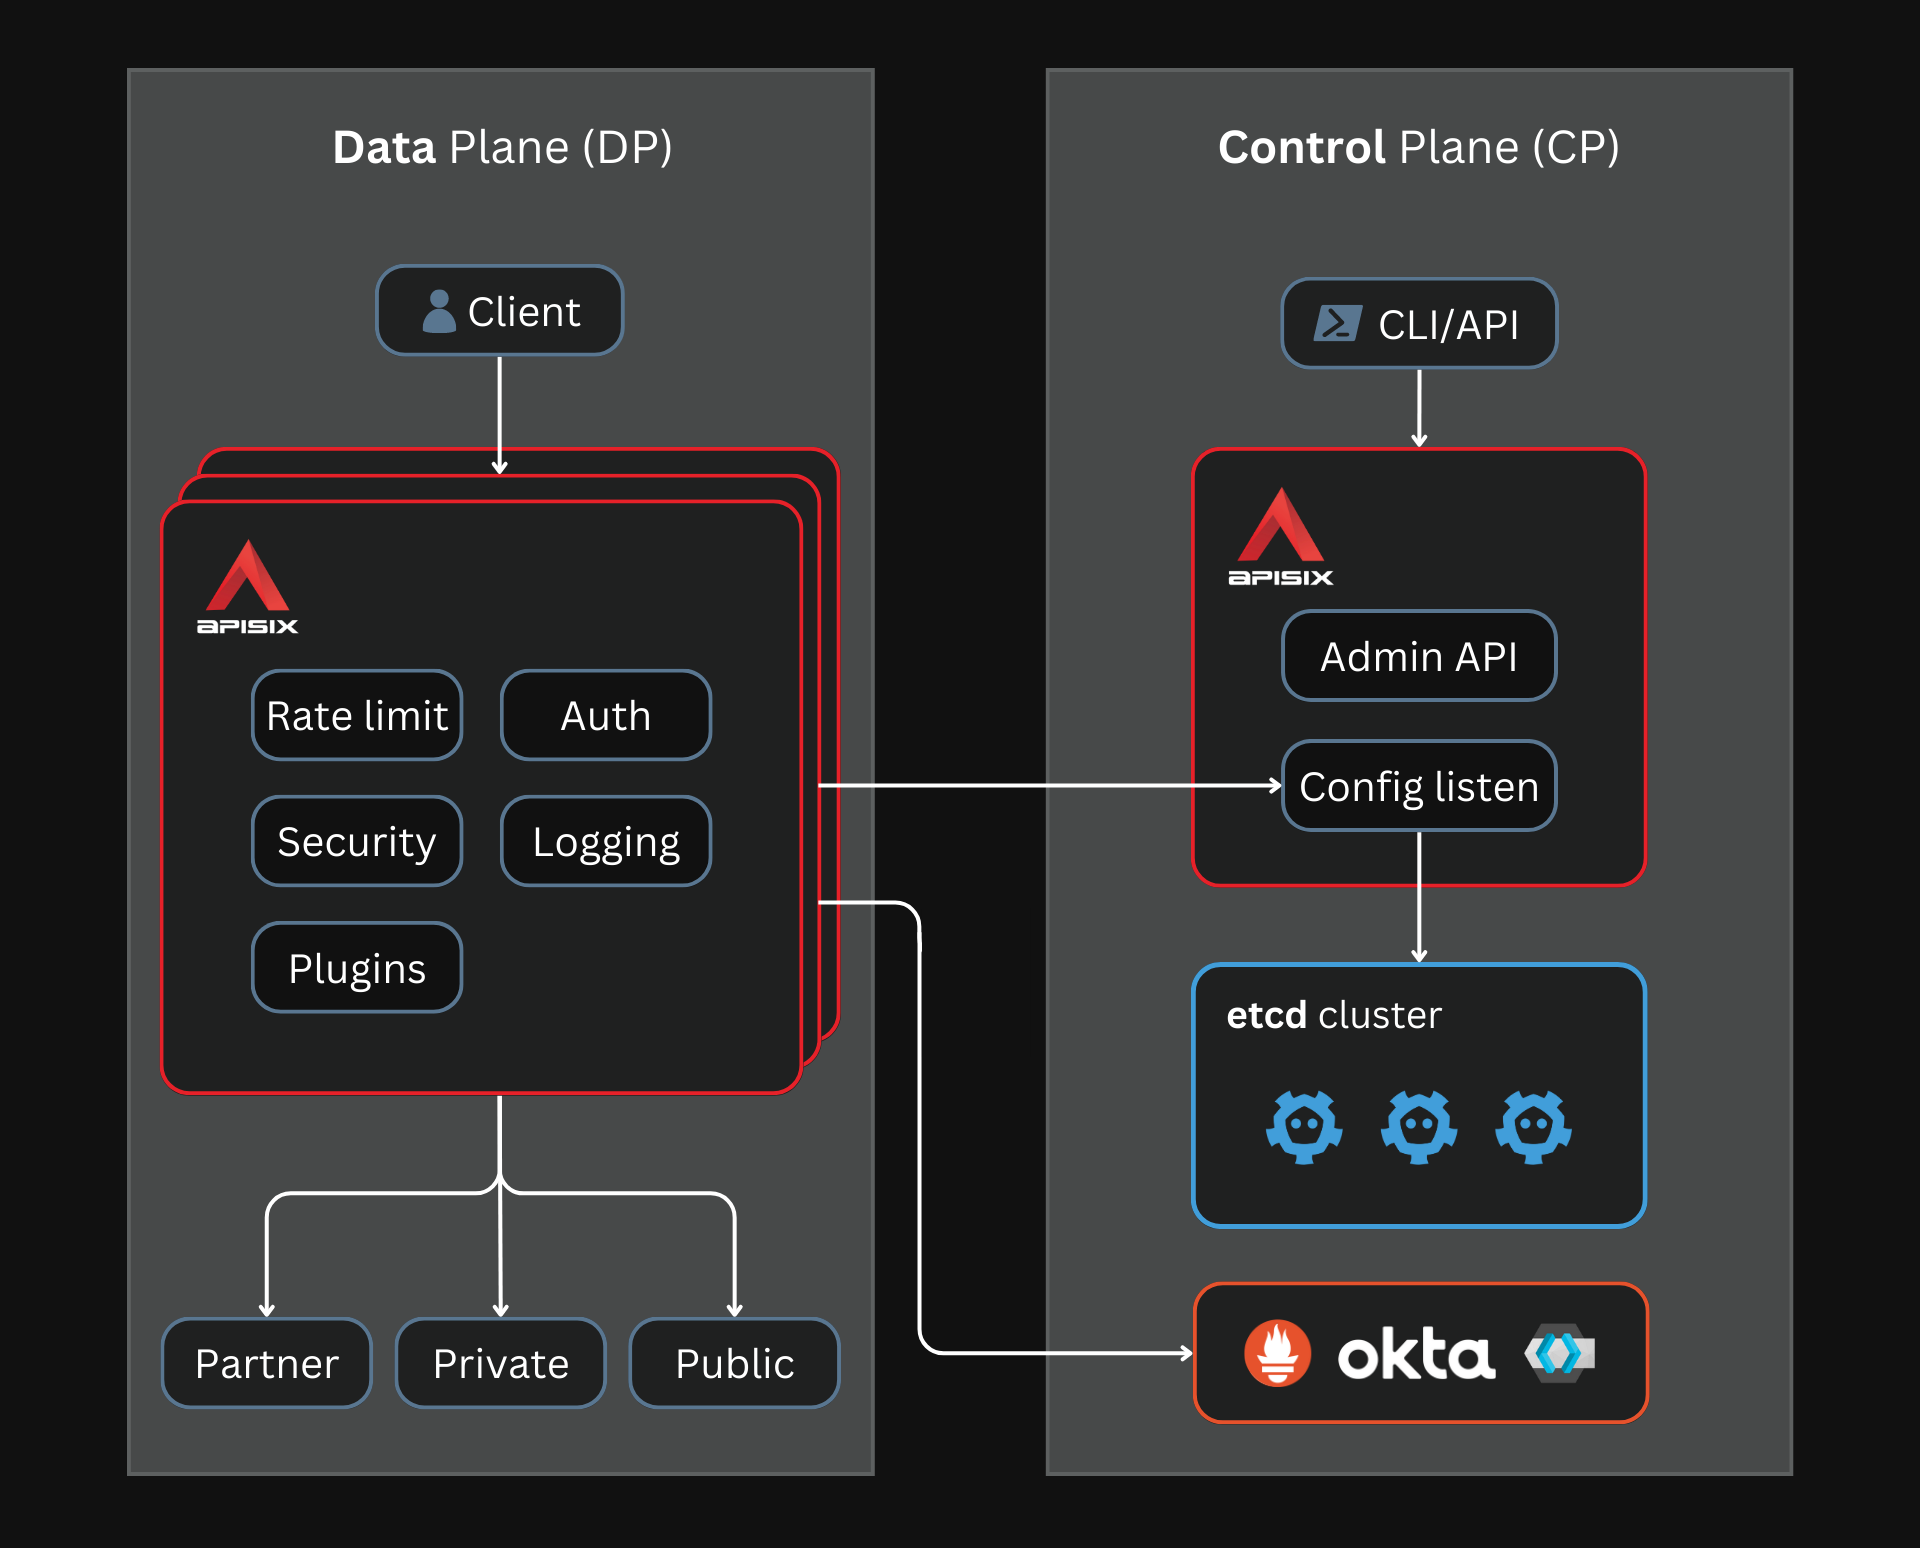 Data Plane (DP)
Client
APISIX
Rate limit
Auth
Security
Logging
Plugins
Partner
Private
Public
Control Plane (CP)
CLI/API
APISIX
Admin API
Config listen
etcd cluster
okta